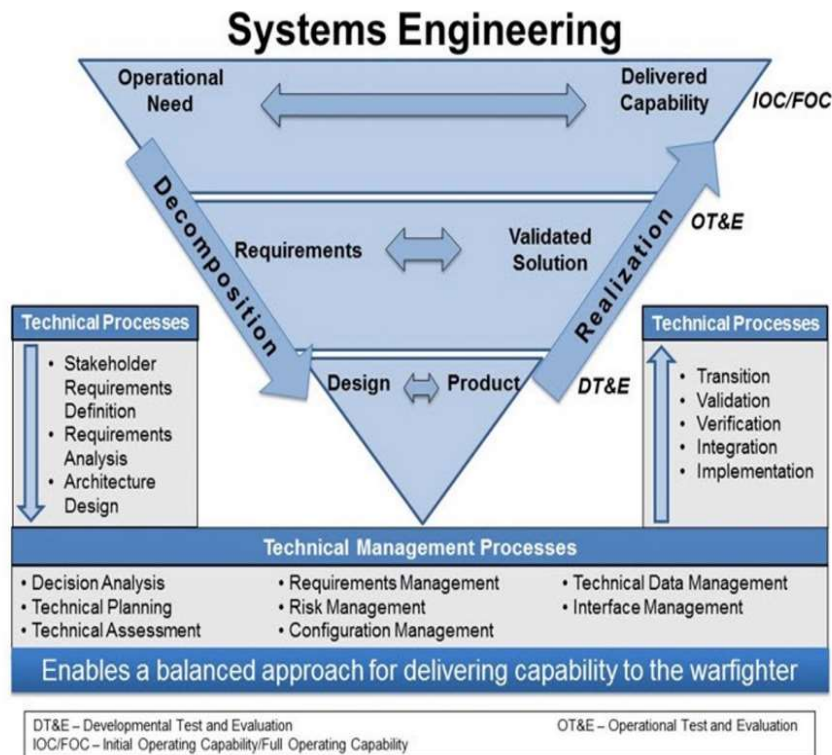 Systems Engineering
Operational
Need
Delivered
Capability
IOC/FOC
Decomposition
Realization
OT&E
Requirements
Validated
Solution
Technical Processes
• Stakeholder
Requirements
Definition
• Requirements
Analysis
• Architecture
Design
Design
Product
DT&E
Technical Processes
• Transition
• Validation
• Verification
• Integration
• Implementation
Technical Management Processes
• Decision Analysis
• Technical Planning
• Technical Assessment
• Requirements Management
• Risk Management
• Configuration Management
• Technical Data Management
• Interface Management
Enables a balanced approach for delivering capability to the warfighter
DT&E – Developmental Test and Evaluation
OT&E – Operational Test and Evaluation
IOC/FOC – Initial Operating Capability/Full Operating Capability